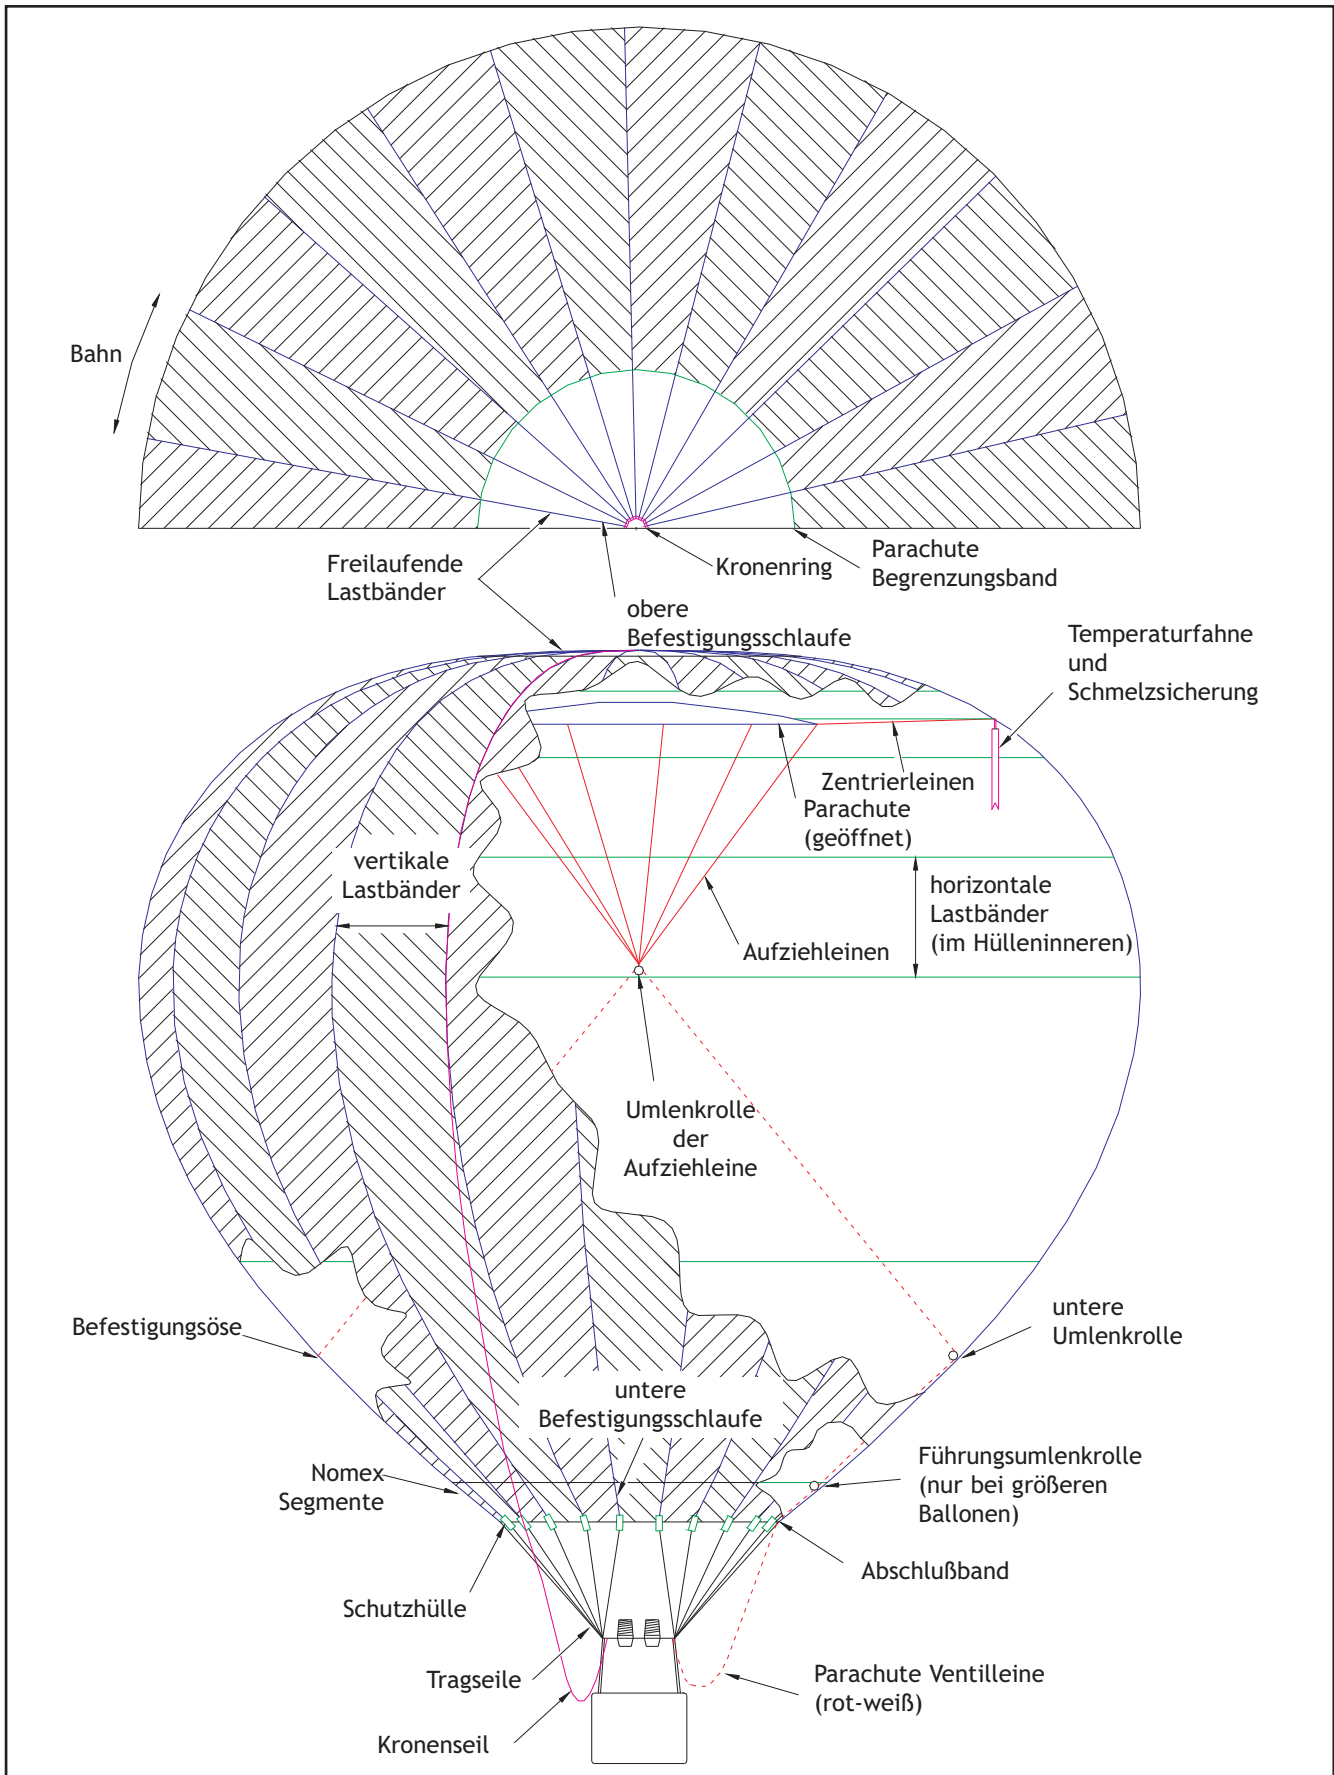 Bahn
Freilaufende
Lastbänder
Kronenring
Parachute
Begrenzungsband
obere
Befestigungsschlaufe
Temperaturfahne
und
Schmelzsicherung
Zentrierleinen
Parachute
(geöffnet)
vertikale
Lastbänder
horizontale
Lastbänder
(im Hülleninneren)
Aufziehleinen
Umlenkrolle
der
Aufziehleine
Befestigungsöse
untere
Umlenkrolle
untere
Befestigungsschlaufe
Nomex
Segmente
Führungsumlenkrolle
(nur bei größeren
Ballonen)
Abschlußband
Schutzhülle
Tragseile
Parachute Ventilleine
(rot-weiß)
Kronenseil